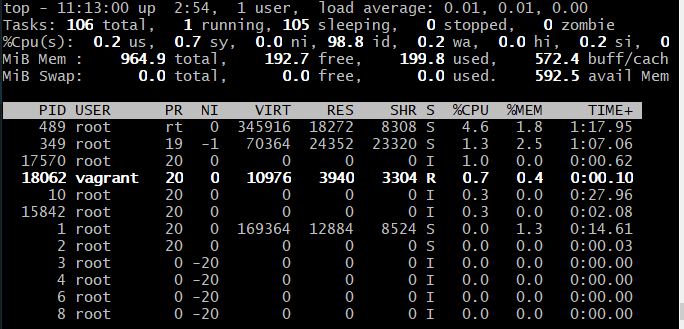 top - 11:13:00 up  2:54,  1 user,  load average: 0.01, 0.01, 0.00
Tasks: 106 total,   1 running, 105 sleeping,   0 stopped,   0 zombie
%Cpu(s):  0.2 us,  0.7 sy,  0.0 ni, 98.8 id,  0.2 wa,  0.0 hi,  0.2 si,  0
MiB Mem :    964.9 total,    192.7 free,    199.8 used,    572.4 buff/cach
MiB Swap:      0.0 total,      0.0 free,      0.0 used.    592.5 avail Mem
PID USER      PR  NI    VIRT    RES    SHR S  %CPU  %MEM     TIME+
489 root      rt   0  345916  18272   8308 S   4.6   1.8   1:17.95
349 root      19  -1   70364  24352  23320 S   1.3   2.5   1:07.06
17570 root      20   0       0      0      0 I   1.0   0.0   0:00.62
18062 vagrant   20   0   10976   3940   3304 R   0.7   0.4   0:00.10
10 root      20   0       0      0      0 I   0.3   0.0   0:27.96
15842 root      20   0       0      0      0 I   0.3   0.0   0:02.08
1 root      20   0  169364  12884   8524 S   0.0   1.3   0:14.61
2 root      20   0       0      0      0 S   0.0   0.0   0:00.03
3 root       0 -20       0      0      0 I   0.0   0.0   0:00.00
4 root       0 -20       0      0      0 I   0.0   0.0   0:00.00
6 root       0 -20       0      0      0 I   0.0   0.0   0:00.00
8 root       0 -20       0      0      0 I   0.0   0.0   0:00.00